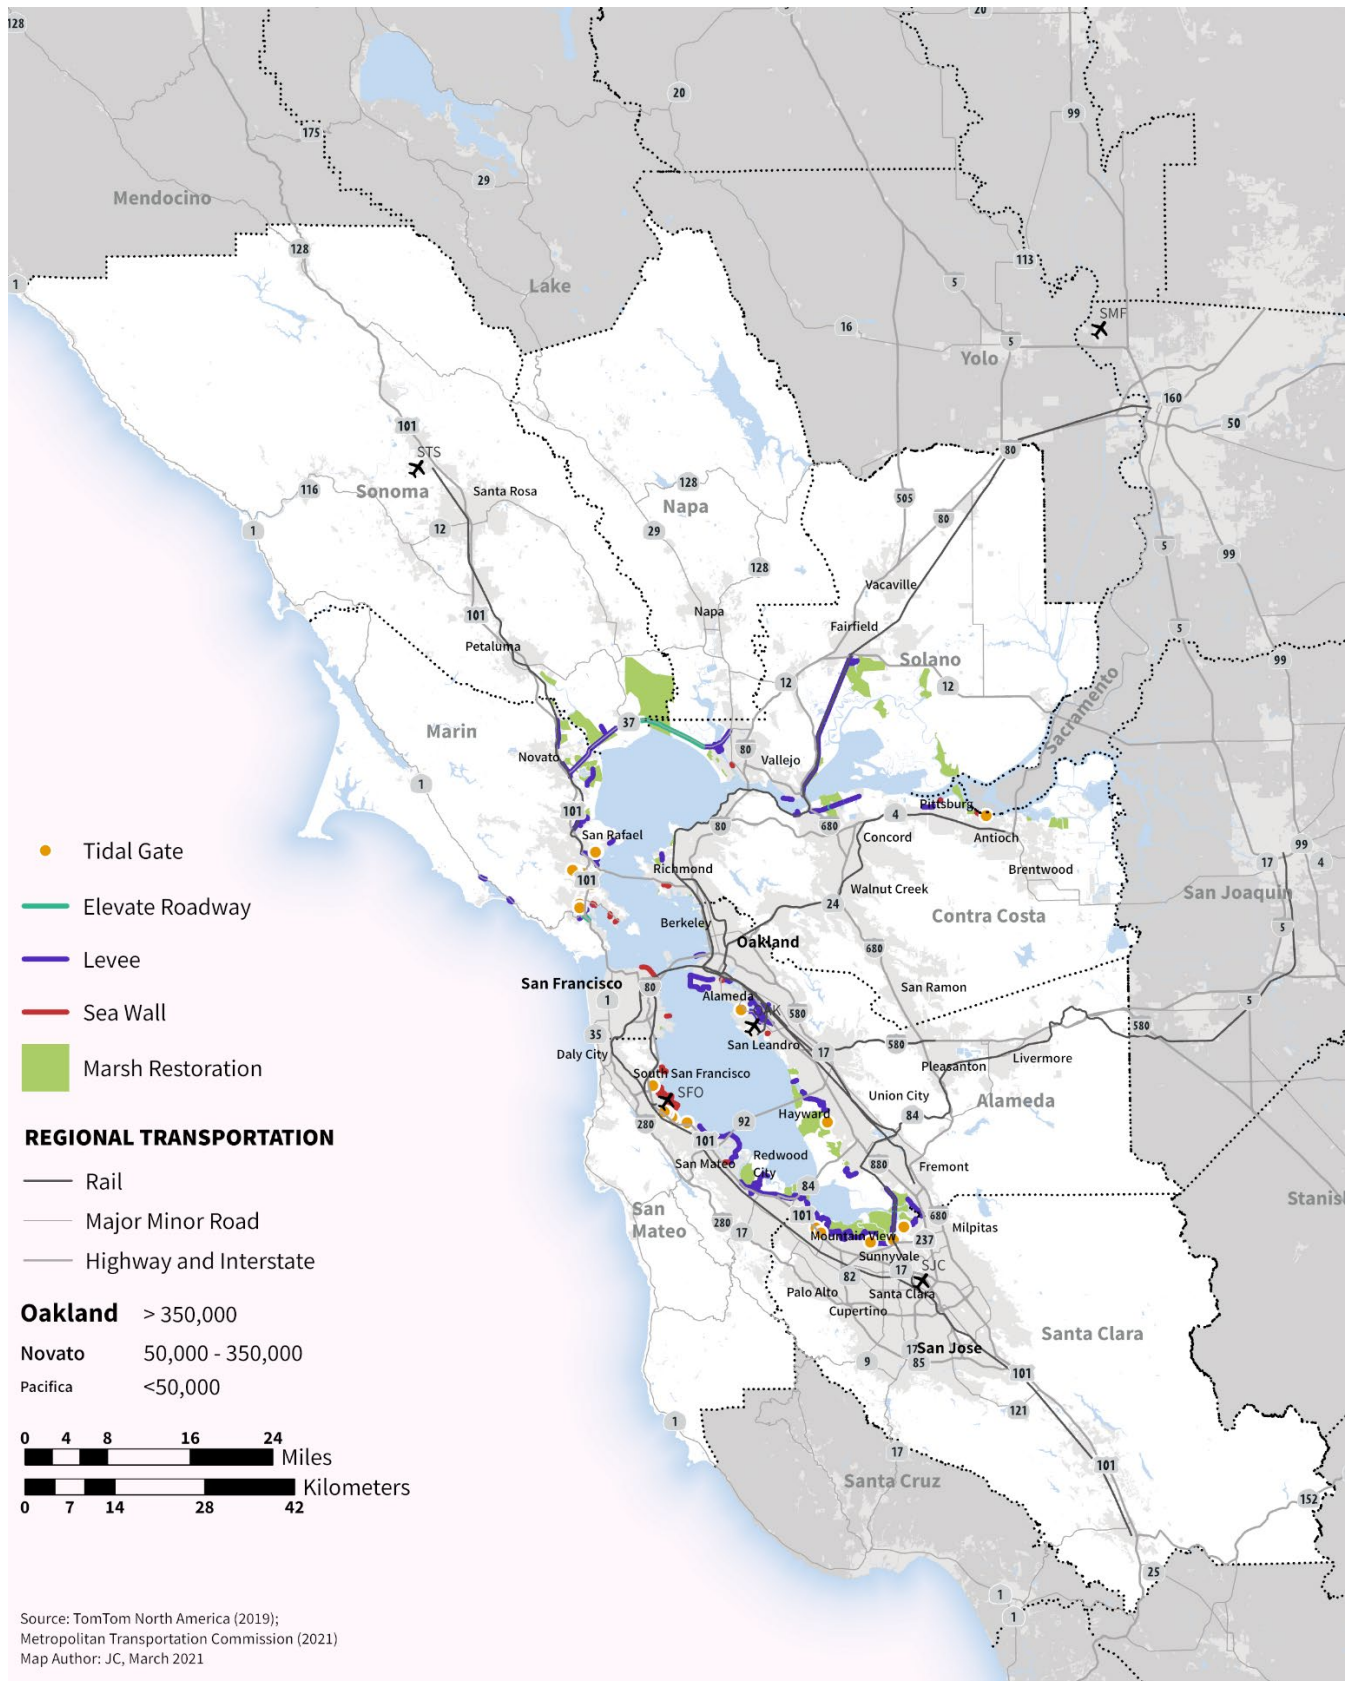 128
20
20
99
175
29
Mendocino
128
113
1
Lake
5
SMF
16
5
Yolo
160
50
101
STS
80
116
Sonoma
Santa Rosa
128
Napa
505
12
29
80
1
5
99
128
Vacaville
101
Napa
Fairfield
5
Petaluma
Solano
99
12
12
Sacramento
37
Marin
80
Novato
Vallejo
1
101
Pittsburg
4
680
80
San Rafael
Concord
Antioch
99
17
4
Tidal Gate
Richmond
Brentwood
101
Walnut Creek
San Joaquin
Elevate Roadway
24
Contra Costa
Berkeley
5
Oakland
680
Levee
San Francisco
80
San Ramon
1
Alameda
5
Sea Wall
580
580
35
San Leandro
17
580
Daly City
Livermore
Marsh Restoration
South San Francisco
Pleasanton
SFO
Union City
Alameda
Hayward
84
280
92
REGIONAL TRANSPORTATION
101
San Mateo
Redwood
City
880
Fremont
Rail
84
Stanis
San
Mateo
101
680
Major Minor Road
280
17
Mountain View
237
Milpitas
Sunnyvale
Highway and Interstate
17
SJC
82
Palo Alto
Santa Clara
Oakland > 350,000
Cupertino
Santa Clara
Novato 50,000 - 350,000
17
San Jose
9
85
101
Pacifica <50,000
121
1
0 4 8 16 24
Miles
17
101
Kilometers
Santa Cruz
0 7 14 28 42
152
25
1
1
Source: TomTom North America (2019);
Metropolitan Transportation Commission (2021)
Map Author: JC, March 2021